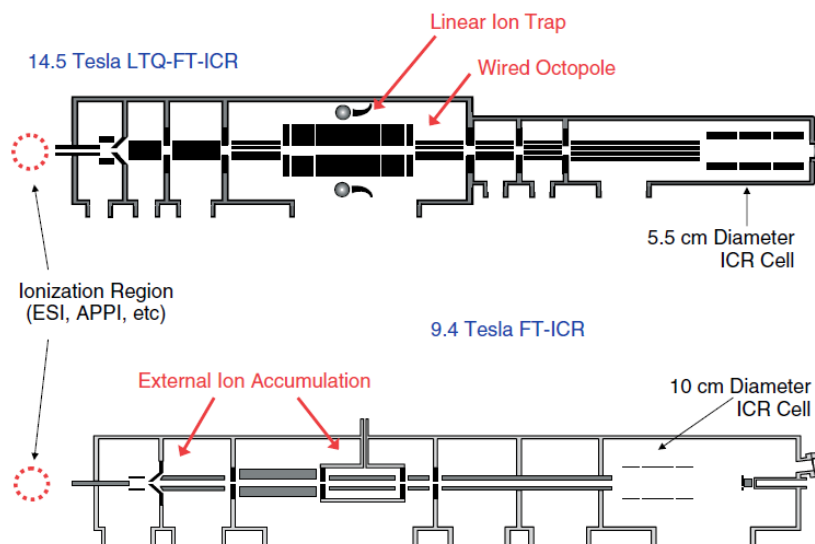 Linear Ion Trap
14.5 Tesla LTQ-FT-ICR
Wired Octopole
5.5 cm Diameter
ICR Cell
Ionization Region
(ESI, APPI, etc)
9.4 Tesla FT-ICR
External Ion Accumulation
10 cm Diameter
ICR Cell